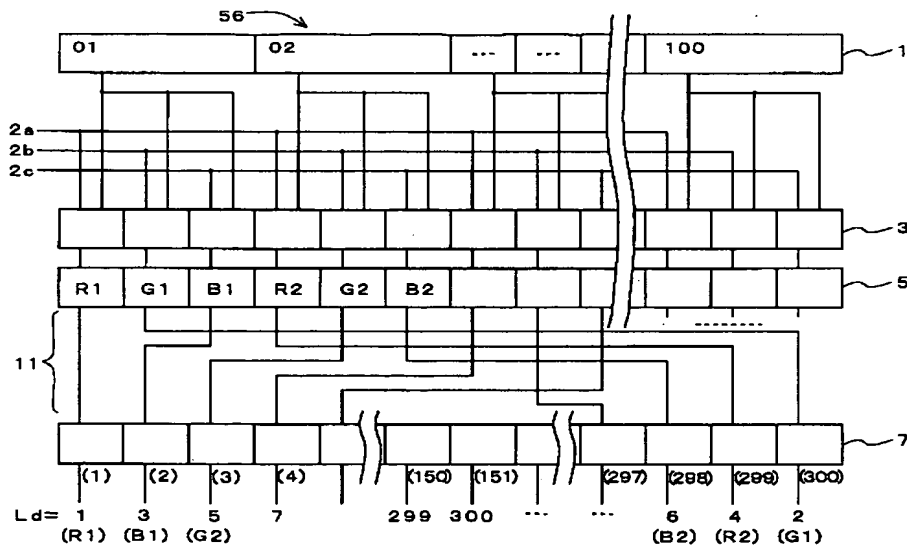 56
01 02 --- --- 100 1
2a
2b
2c
3
R1 G1 B1 R2 G2 B2 5
---------
11
7
(1) (2) (3) (4) (150) (151) (297) (298) (299) (300)
Ld= 1 3 5 7 299 300 --- --- 6 4 2
(R1) (B1) (G2) (B2) (R2) (G1)